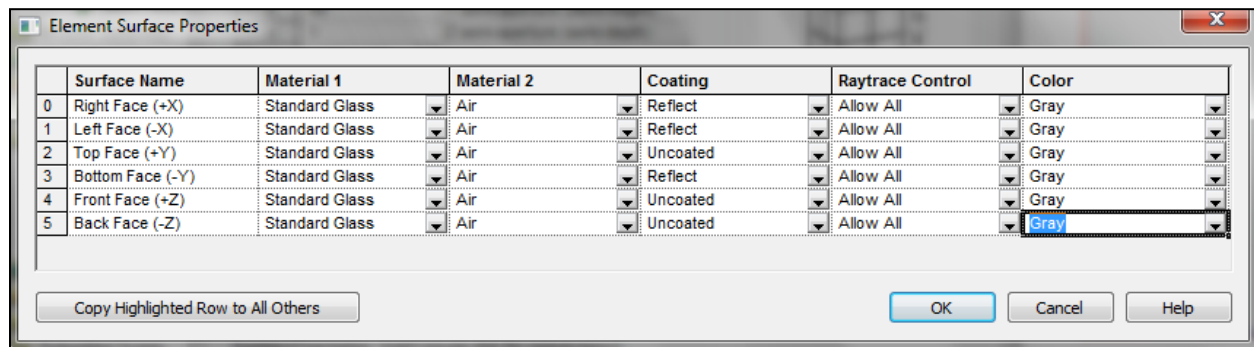 Element Surface Properties
Surface Name Material 1 Material 2 Coating Raytrace Control Color
0 Right Face (+X) Standard Glass Air Reflect Allow All Gray
1 Left Face (-X) Standard Glass Air Reflect Allow All Gray
2 Top Face (+Y) Standard Glass Air Uncoated Allow All Gray
3 Bottom Face (-Y) Standard Glass Air Reflect Allow All Gray
4 Front Face (+Z) Standard Glass Air Uncoated Allow All Gray
5 Back Face (-Z) Standard Glass Air Uncoated Allow All Gray
Copy Highlighted Row to All Others OK Cancel Help